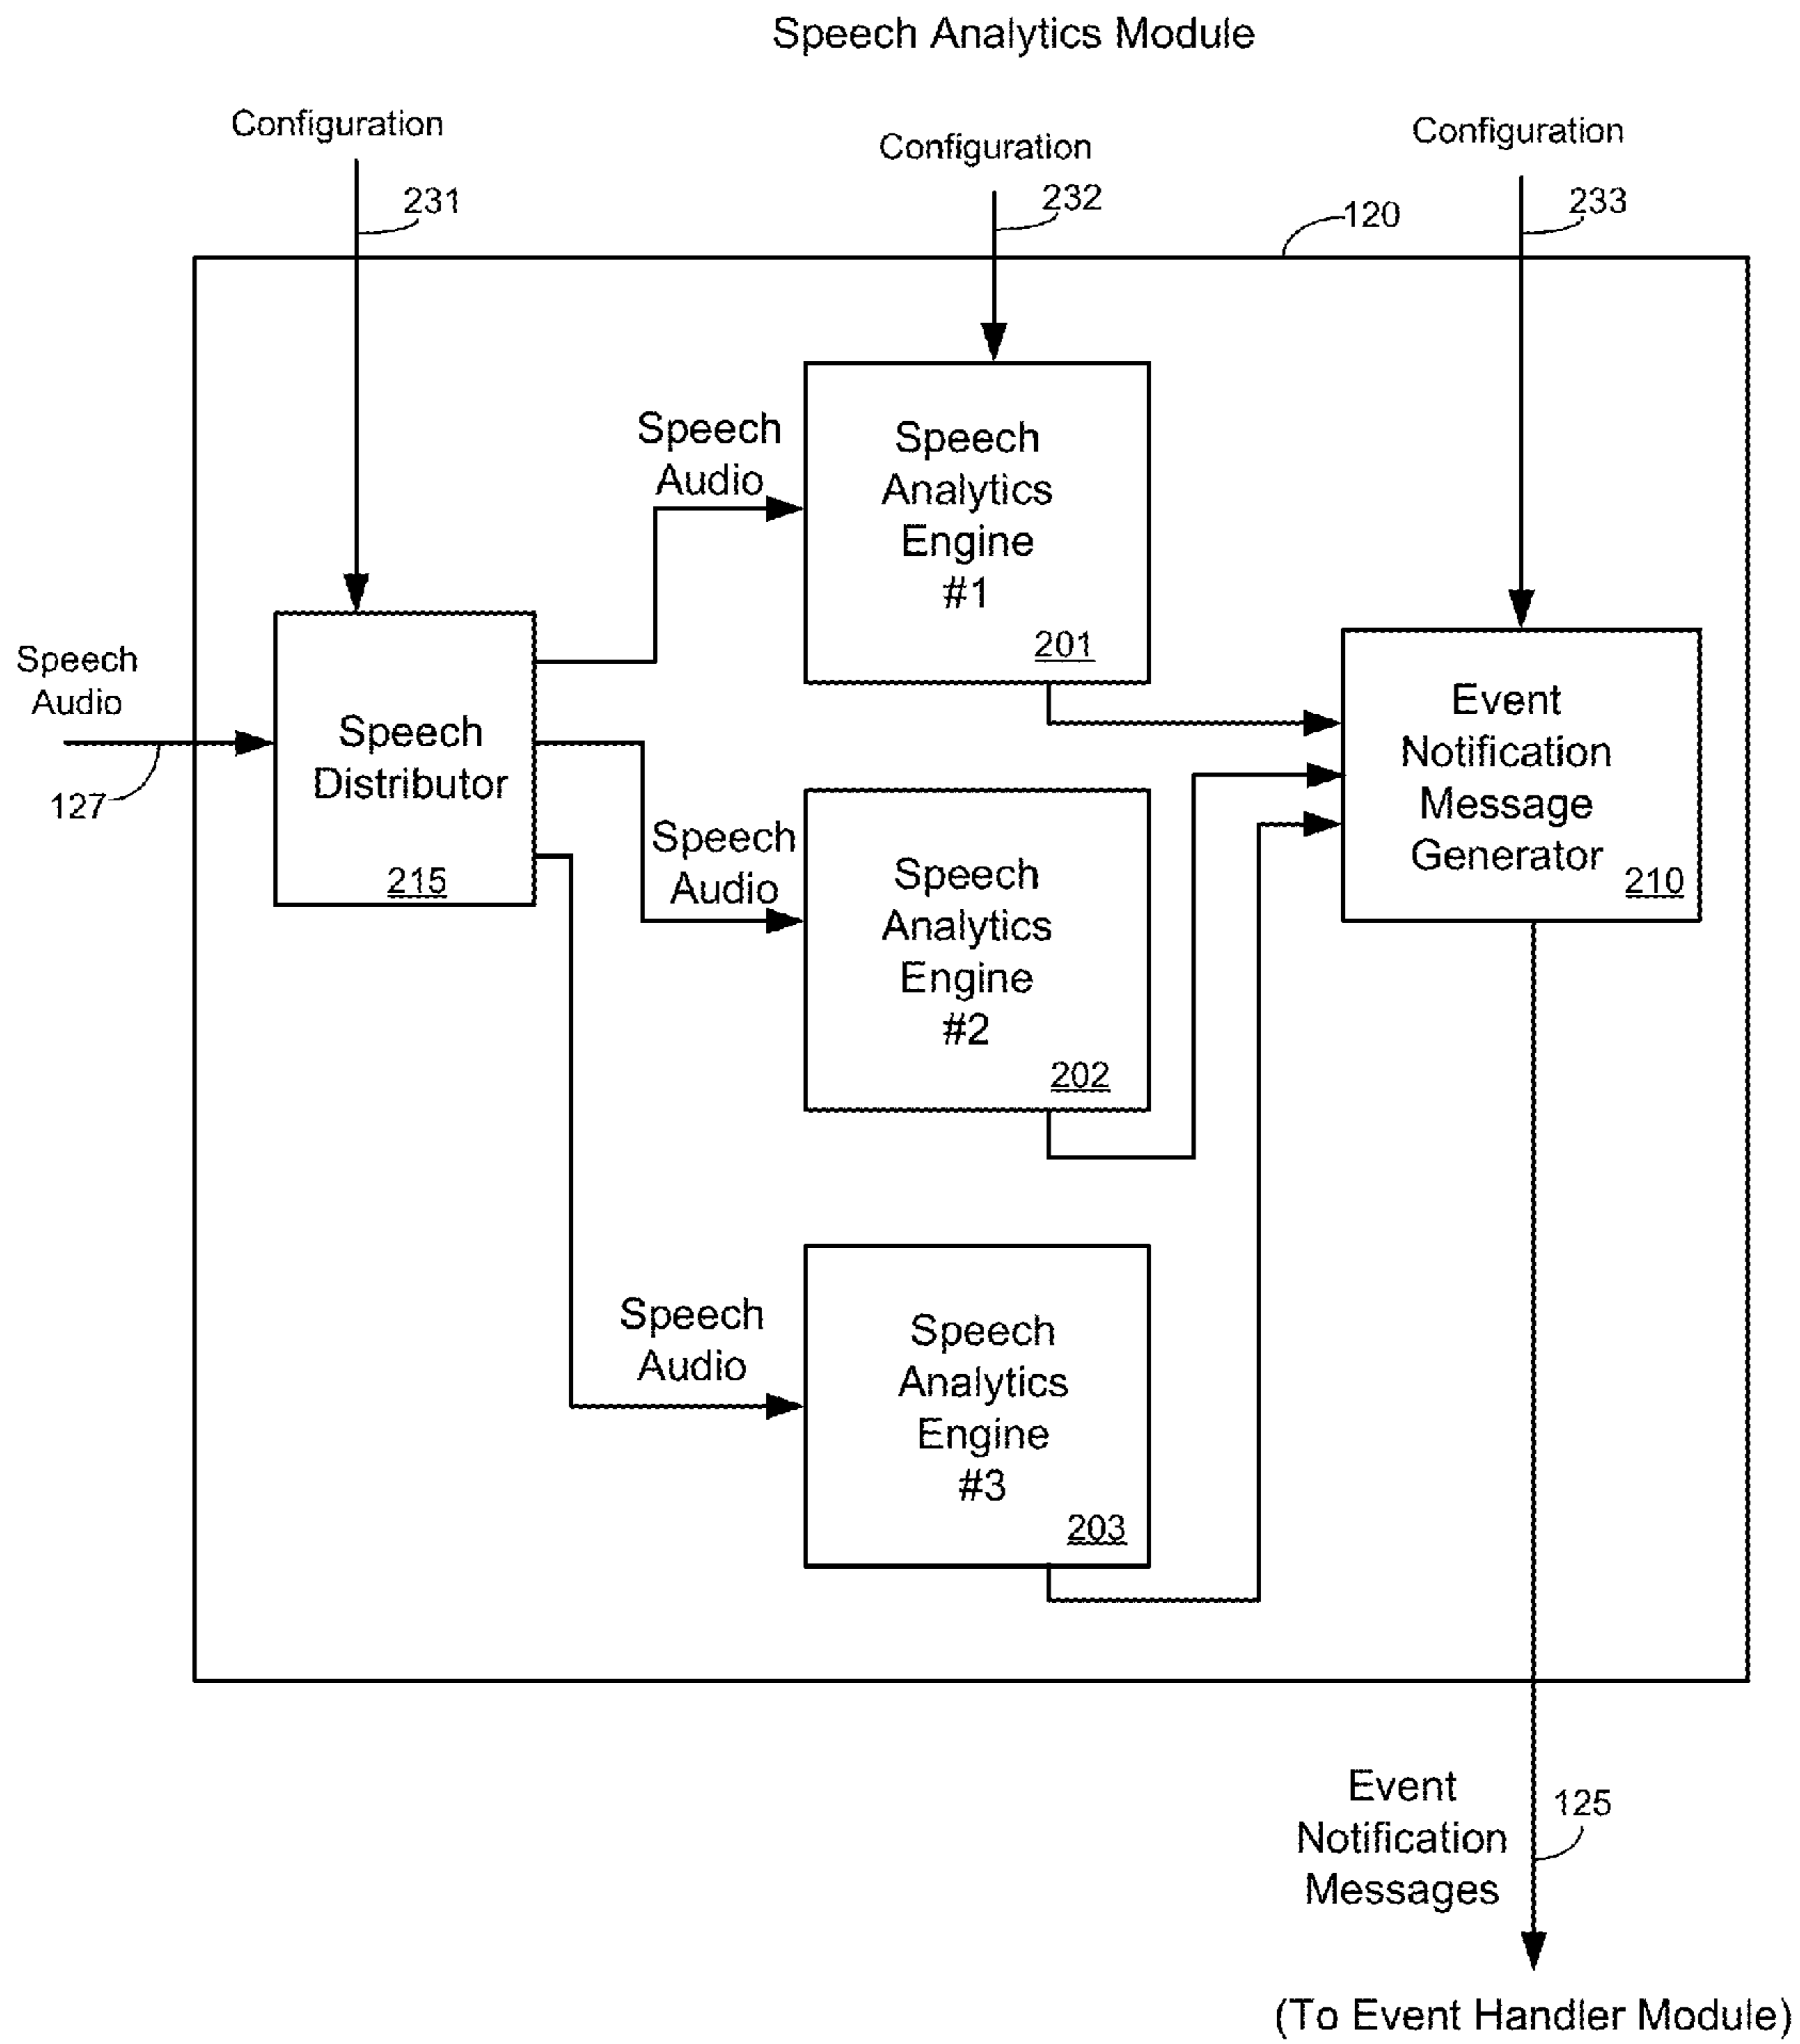 Speech Analytics Module
Configuration
Configuration
Configuration
231
232
233
120
Speech
Audio
Speech
Analytics
Engine
#1
201
Speech
Audio
127
Speech
Distributor
215
Event
Notification
Message
Generator
210
Speech
Audio
Speech
Analytics
Engine
#2
202
Speech
Audio
Speech
Analytics
Engine
#3
203
Event
Notification
Messages
125
(To Event Handler Module)